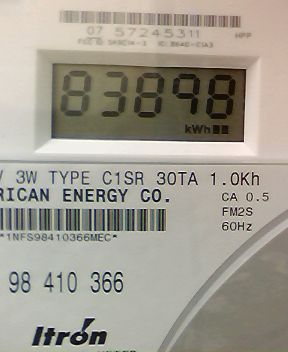 07 57245311
83898
kWh
V 3W TYPE C1SR 30TA 1.0Kh
RICAN ENERGY CO.
CA 0.5
FM2S
60Hz
*1NFS98410366MEC*
98 410 366
Itrón